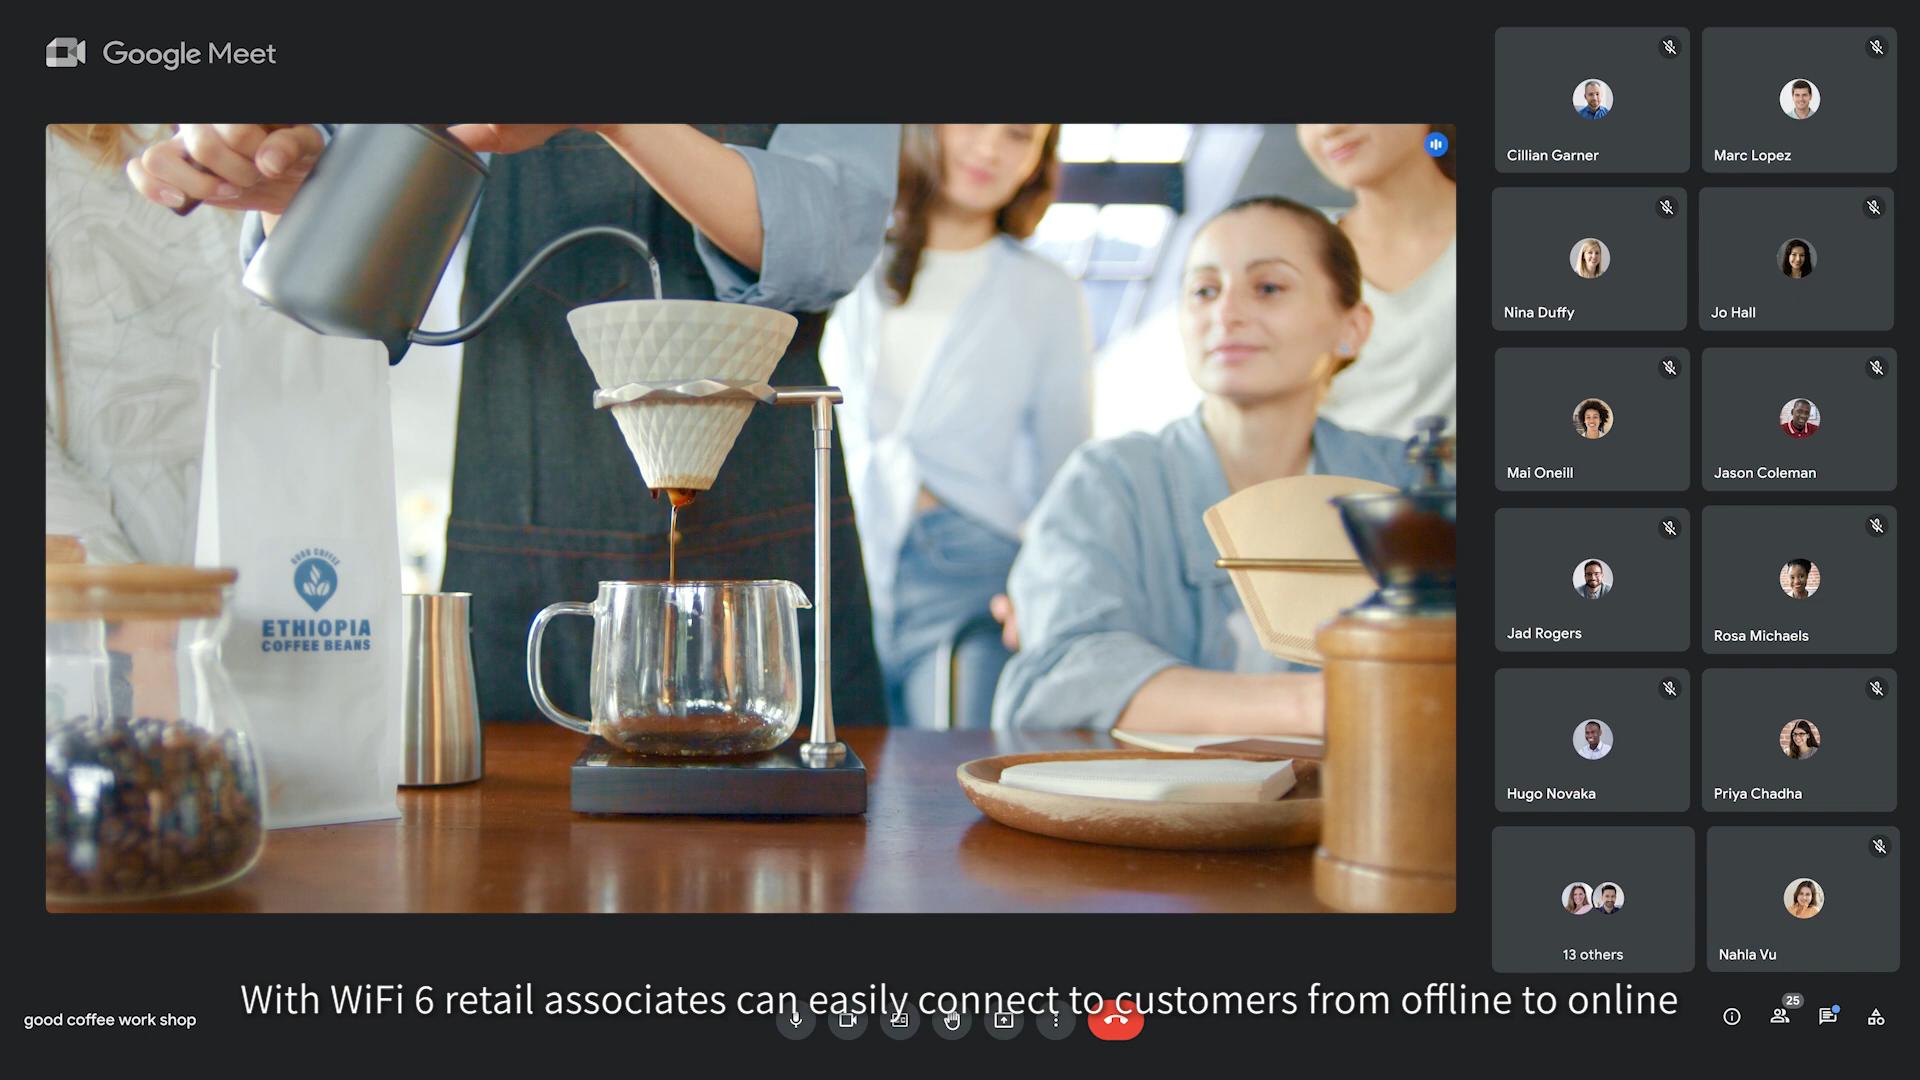 Google Meet
Cillian Garner
Marc Lopez
Nina Duffy
Jo Hall
Mai Oneill
Jason Coleman
GOOD COFFEE
ETHIOPIA
COFFEE BEANS
Jad Rogers
Rosa Michaels
Hugo Novaka
Priya Chadha
13 others
Nahla Vu
With WiFi 6 retail associates can easily connect to customers from offline to online
good coffee work shop
25